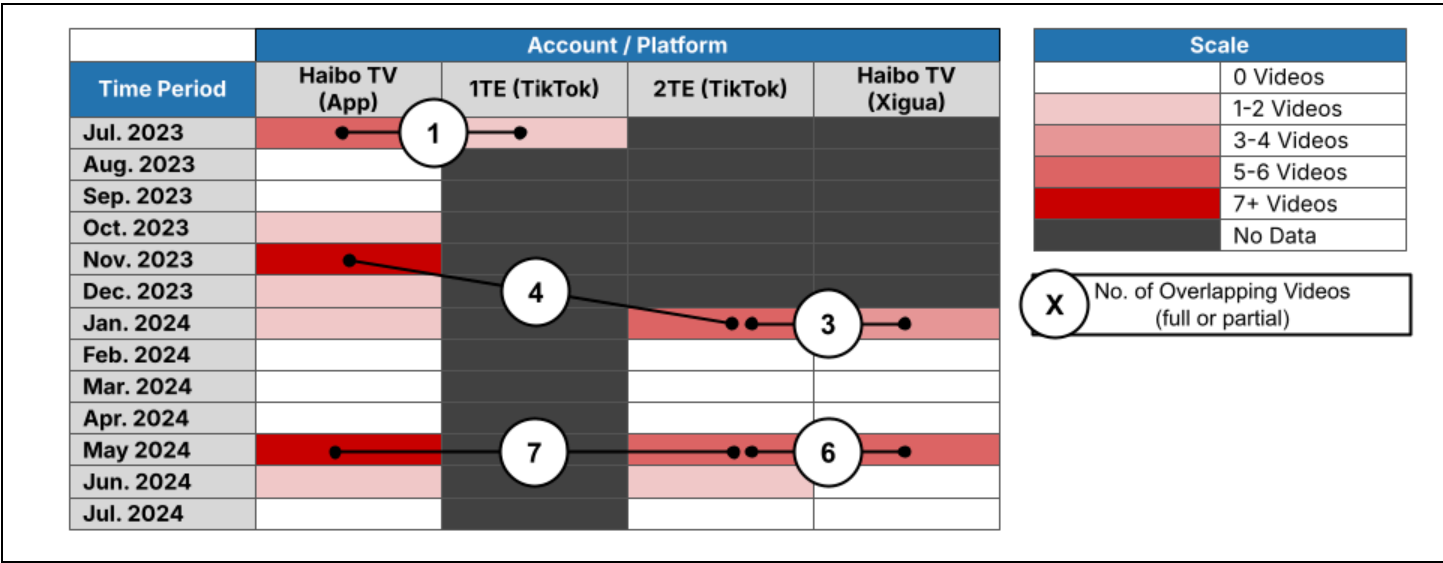 Account / Platform
Time Period
Haibo TV
(App)
1TE (TikTok)
2TE (TikTok)
Haibo TV
(Xigua)
Jul. 2023
1
Aug. 2023
Sep. 2023
Oct. 2023
Nov. 2023
Dec. 2023
4
Jan. 2024
3
Feb. 2024
Mar. 2024
Apr. 2024
May 2024
7
6
Jun. 2024
Jul. 2024
Scale
0 Videos
1-2 Videos
3-4 Videos
5-6 Videos
7+ Videos
No Data
X
No. of Overlapping Videos
(full or partial)